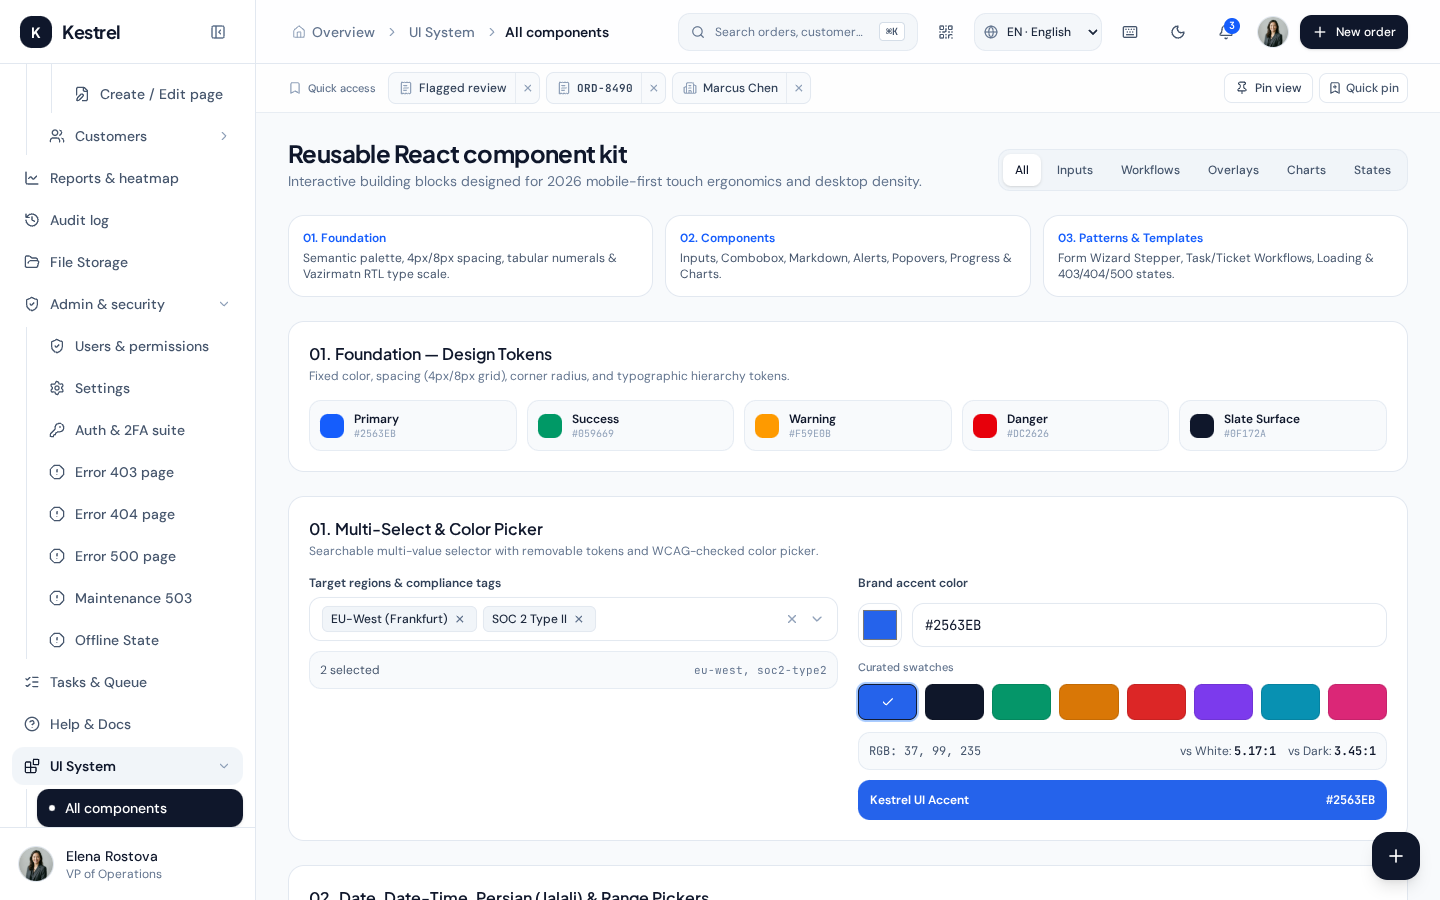 K Kestrel
Create / Edit page
Customers
Reports & heatmap
Audit log
File Storage
Admin & security
Users & permissions
Settings
Auth & 2FA suite
Error 403 page
Error 404 page
Error 500 page
Maintenance 503
Offline State
Tasks & Queue
Help & Docs
UI System
All components
Elena Rostova
VP of Operations
Overview UI System All components
Search orders, customer... ⌘K
EN · English
3
New order
Quick access Flagged review ORD-8490 Marcus Chen
Pin view Quick pin
Reusable React component kit
Interactive building blocks designed for 2026 mobile-first touch ergonomics and desktop density.
All Inputs Workflows Overlays Charts States
01. Foundation
Semantic palette, 4px/8px spacing, tabular numerals &
Vazirmatn RTL type scale.
02. Components
Inputs, Combobox, Markdown, Alerts, Popovers, Progress &
Charts.
03. Patterns & Templates
Form Wizard Stepper, Task/Ticket Workflows, Loading &
403/404/500 states.
01. Foundation — Design Tokens
Fixed color, spacing (4px/8px grid), corner radius, and typographic hierarchy tokens.
Primary
#2563EB
Success
#059669
Warning
#F59E0B
Danger
#DC2626
Slate Surface
#0F172A
01. Multi-Select & Color Picker
Searchable multi-value selector with removable tokens and WCAG-checked color picker.
Target regions & compliance tags
EU-West (Frankfurt) SOC 2 Type II
2 selected eu-west, soc2-type2
Brand accent color
#2563EB
Curated swatches
RGB: 37, 99, 235 vs White: 5.17:1 vs Dark: 3.45:1
Kestrel UI Accent #2563EB
02. Date, Date-Time, Persian (Jalali) & Range Pickers